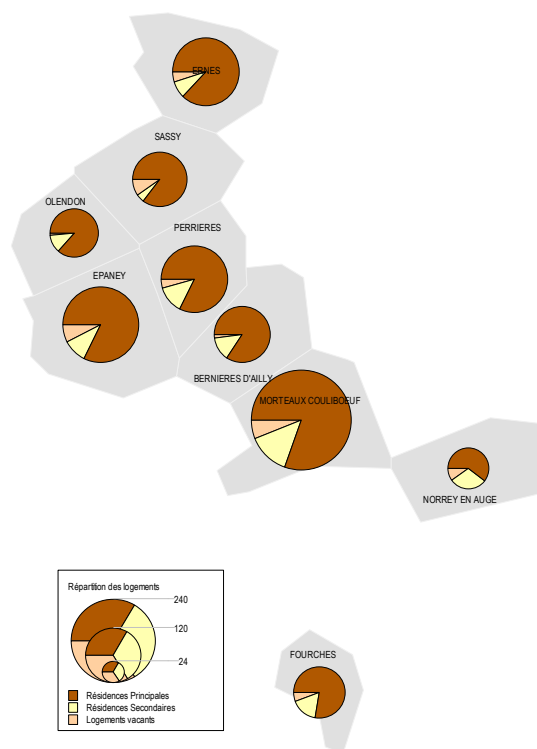 ERNES
SASSY
OLENDON
PERRIERES
EPANEY
BERNIERES D'AILLY
MORTEAUX COULIBOEUF
NORREY EN AUGE
Répartition des logements
240
120
24
Résidences Principales
Résidences Secondaires
Logements vacants
FOURCHES